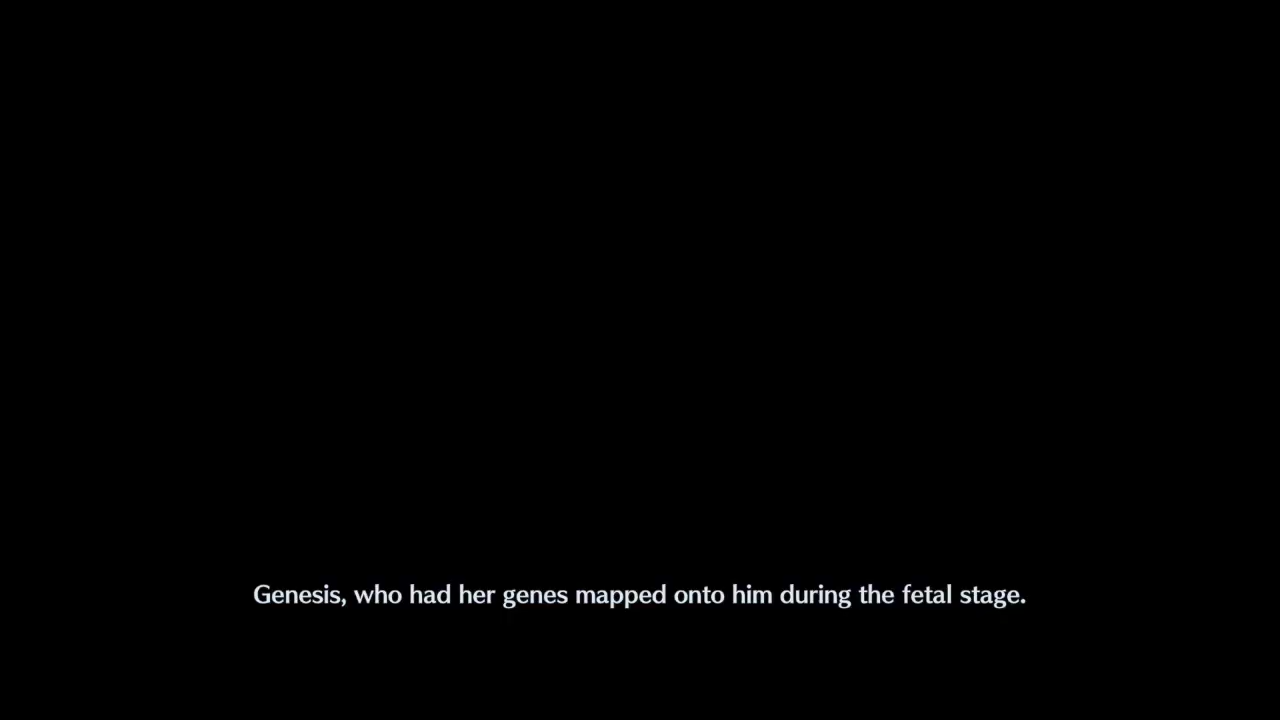 Genesis, who had her genes mapped onto him during the fetal stage.